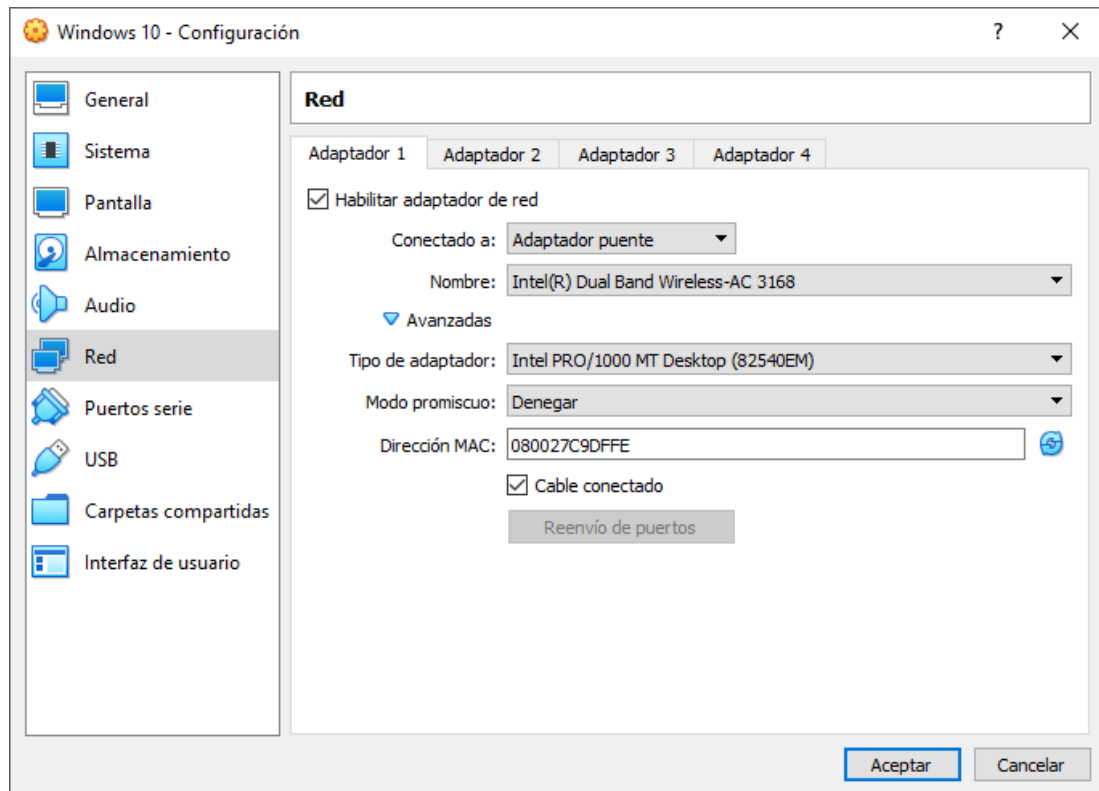 Windows 10 - Configuración
?
General
Sistema
Pantalla
Almacenamiento
Audio
Red
Puertos serie
USB
Carpetas compartidas
Interfaz de usuario
Red
Adaptador 1 Adaptador 2 Adaptador 3 Adaptador 4
Habilitar adaptador de red
Conectado a: Adaptador puente
Nombre: Intel(R) Dual Band Wireless-AC 3168
Avanzadas
Tipo de adaptador: Intel PRO/1000 MT Desktop (82540EM)
Modo promiscuo: Denegar
Dirección MAC: 080027C9DFFE
Cable conectado
Reenvío de puertos
Aceptar Cancelar